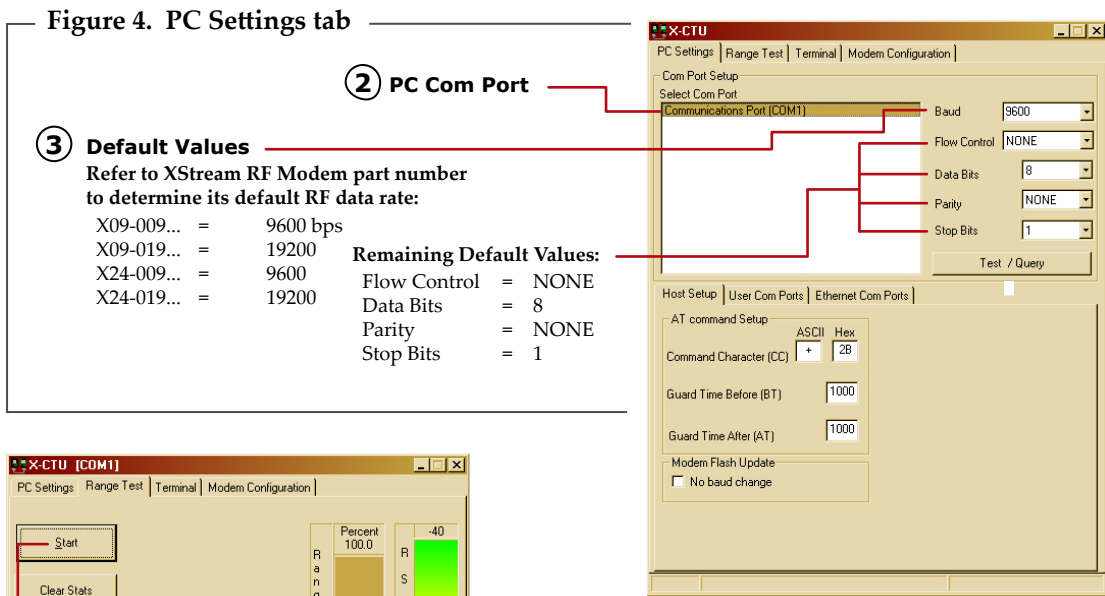 Figure 4. PC Settings tab
② PC Com Port
③ Default Values
Refer to XStream RF Modem part number
to determine its default RF data rate:
X09-009... = 9600 bps
X09-019... = 19200
X24-009... = 9600
X24-019... = 19200
Remaining Default Values:
Flow Control = NONE
Data Bits = 8
Parity = NONE
Stop Bits = 1
X-CTU
PC Settings Range Test Terminal Modem Configuration
Com Port Setup
Select Com Port
Communications Port (COM1)
Baud 9600
Flow Control NONE
Data Bits 8
Parity NONE
Stop Bits 1
Test / Query
Host Setup User Com Ports Ethernet Com Ports
AT command Setup
ASCII Hex
Command Character (CC) + 2B
Guard Time Before (BT) 1000
Guard Time After (AT) 1000
Modem Flash Update
No baud change
X-CTU [COM1]
PC Settings Range Test Terminal Modem Configuration
Start
Clear Stats
Percent
100.0
-40
R
a
n
g
R
S